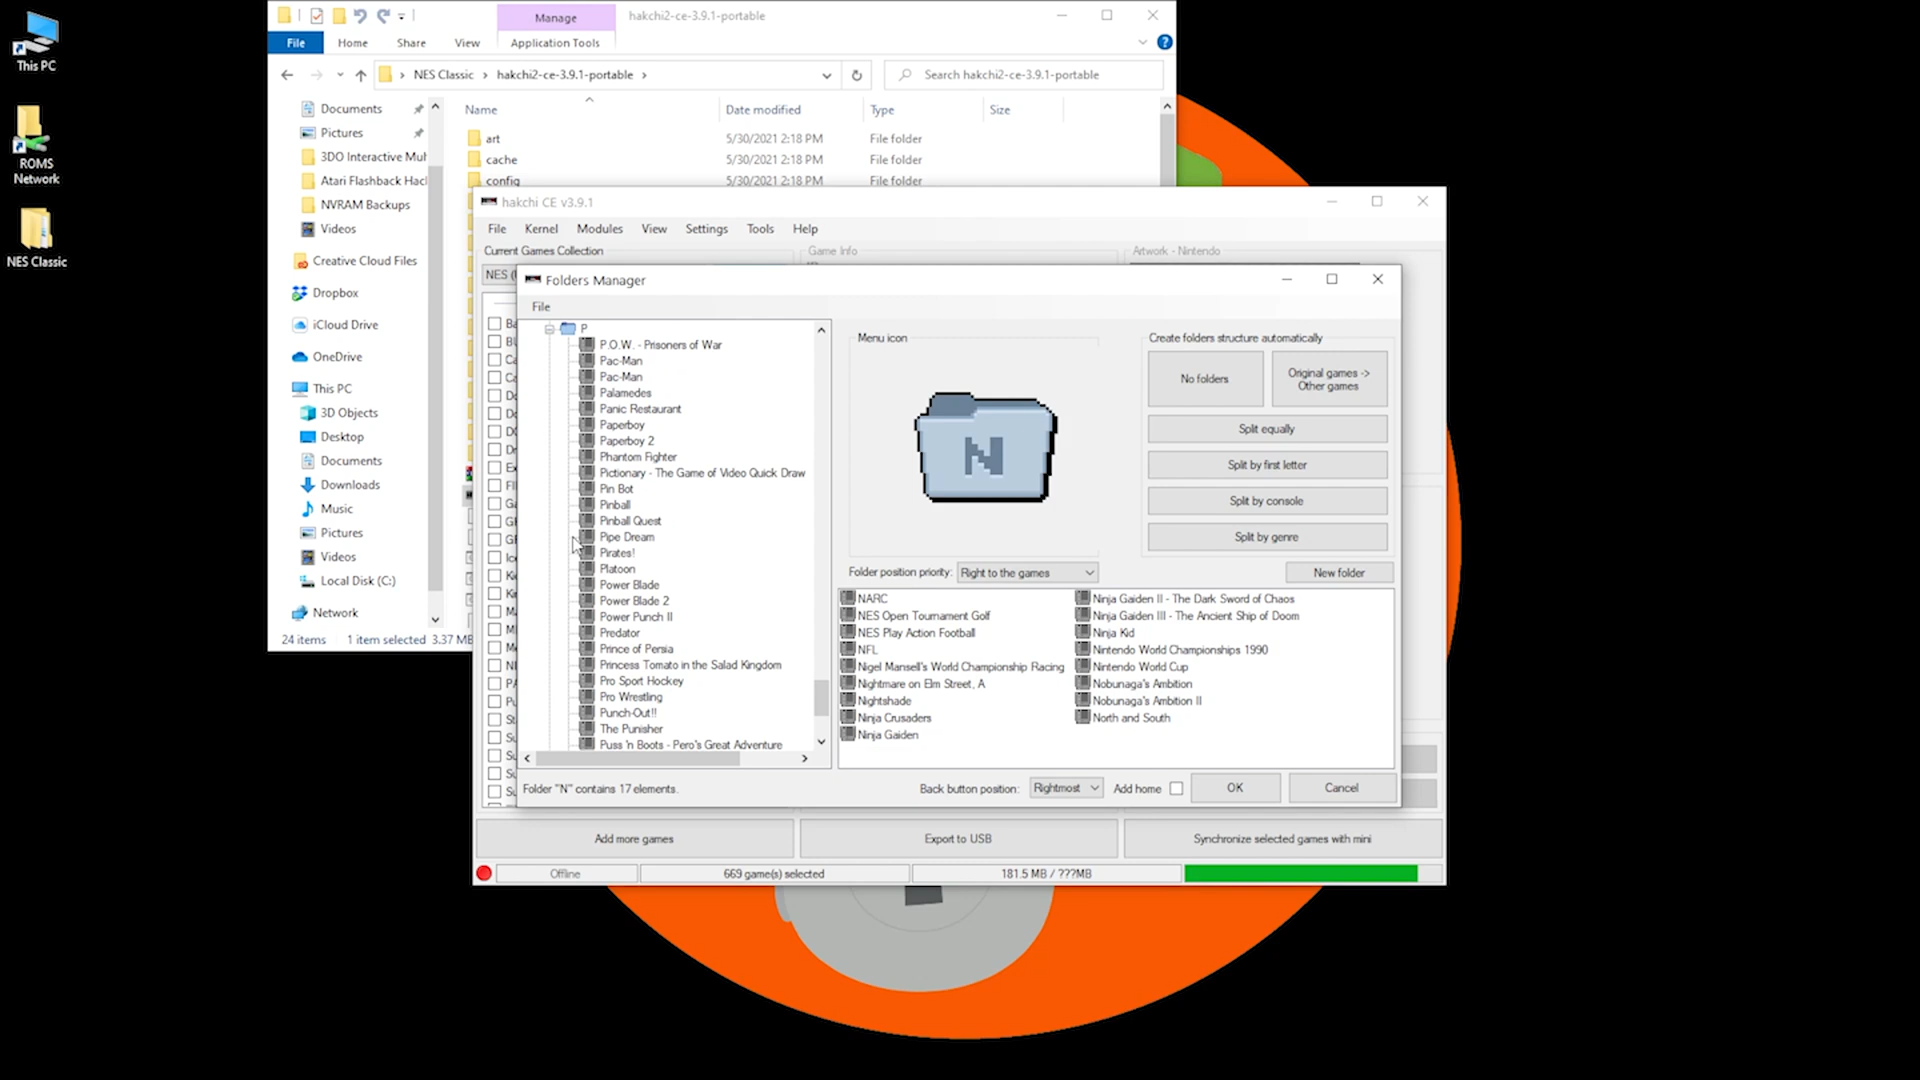 This PC
ROMS
Network
NES Classic
Manage
hakchi2-ce-3.9.1-portable
File
Home
Share
View
Application Tools
NES Classic
hakchi2-ce-3.9.1-portable
Search hakchi2-ce-3.9.1-portable
Documents
Pictures
3DO Interactive Mul
Atari Flashback Hac
NVRAM Backups
Videos
Creative Cloud Files
Dropbox
iCloud Drive
OneDrive
This PC
3D Objects
Desktop
Documents
Downloads
Music
Pictures
Videos
Local Disk (C:)
Network
Name
Date modified
Type
Size
art
5/30/2021 2:18 PM
File folder
cache
5/30/2021 2:18 PM
File folder
config
5/30/2021 2:18 PM
File folder
24 items
1 item selected 3.37 MB
hakchi CE v3.9.1
File
Kernel
Modules
View
Settings
Tools
Help
Current Games Collection
Game Info
Artwork - Nintendo
NES (
Folders Manager
File
P
P.O.W. - Prisoners of War
Pac-Man
Pac-Man
Palamedes
Panic Restaurant
Paperboy
Paperboy 2
Phantom Fighter
Pictionary - The Game of Video Quick Draw
Pin Bot
Pinball
Pinball Quest
Pipe Dream
Pirates!
Platoon
Power Blade
Power Blade 2
Power Punch II
Predator
Prince of Persia
Princess Tomato in the Salad Kingdom
Pro Sport Hockey
Pro Wrestling
Punch-Out!!
The Punisher
Puss 'n Boots - Pero's Great Adventure
Menu icon
N
Create folders structure automatically
No folders
Original games ->
Other games
Split equally
Split by first letter
Split by console
Split by genre
Folder position priority:
Right to the games
New folder
NARC
NES Open Tournament Golf
NES Play Action Football
NFL
Nigel Mansell's World Championship Racing
Nightmare on Elm Street, A
Nightshade
Ninja Crusaders
Ninja Gaiden
Ninja Gaiden II - The Dark Sword of Chaos
Ninja Gaiden III - The Ancient Ship of Doom
Ninja Kid
Nintendo World Championships 1990
Nintendo World Cup
Nobunaga's Ambition
Nobunaga's Ambition II
North and South
Folder "N" contains 17 elements.
Back button position:
Rightmost
Add home
OK
Cancel
Add more games
Export to USB
Synchronize selected games with mini
Offline
669 game(s) selected
181.5 MB / ???MB